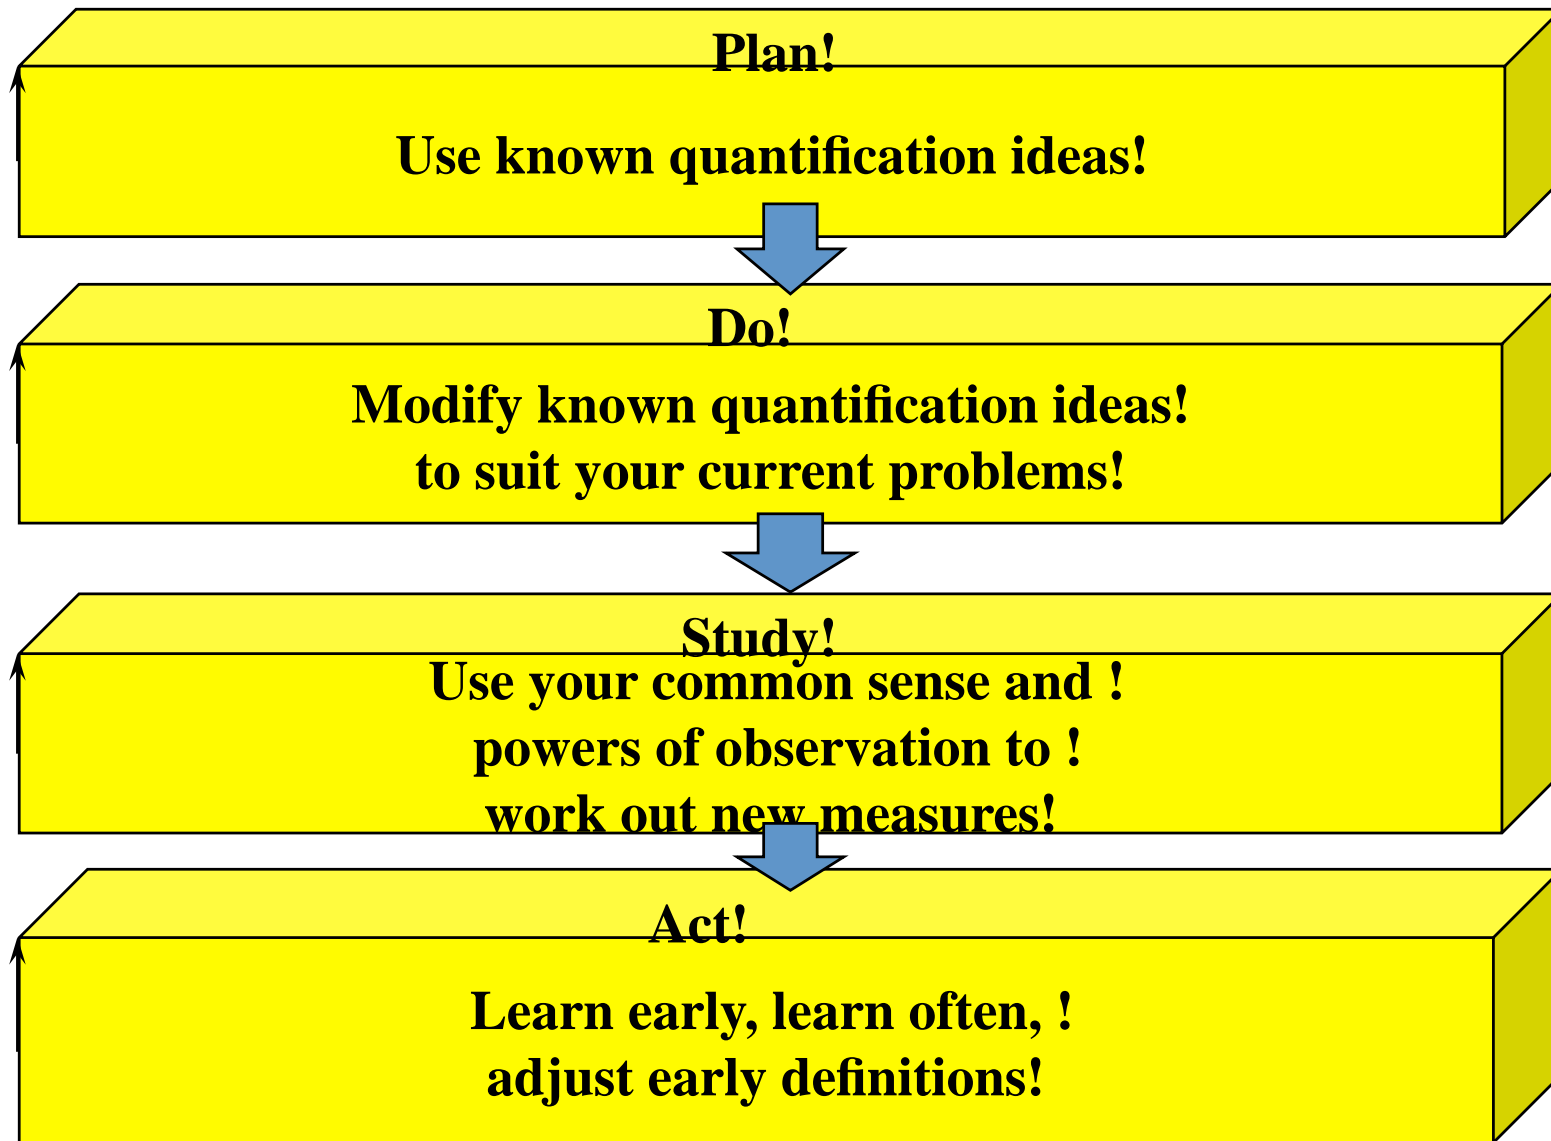 Plan!
Use known quantification ideas!
Do!
Modify known quantification ideas!
to suit your current problems!
Study!
Use your common sense and !
powers of observation to !
work out new measures!
Act!
Learn early, learn often, !
adjust early definitions!